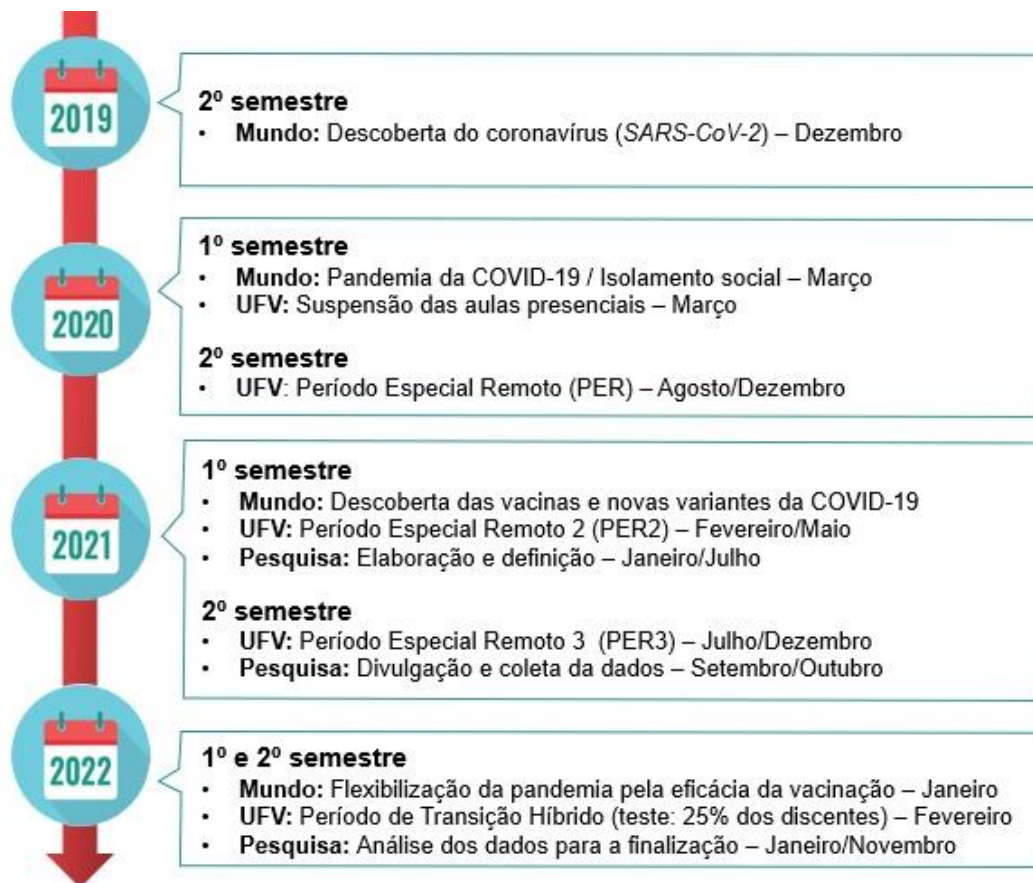 2019
2º semestre
• Mundo: Descoberta do coronavírus (SARS-CoV-2) – Dezembro
2020
1º semestre
• Mundo: Pandemia da COVID-19 / Isolamento social – Março
• UFV: Suspensão das aulas presenciais – Março
2º semestre
• UFV: Período Especial Remoto (PER) – Agosto/Dezembro
2021
1º semestre
• Mundo: Descoberta das vacinas e novas variantes da COVID-19
• UFV: Período Especial Remoto 2 (PER2) – Fevereiro/Maio
• Pesquisa: Elaboração e definição – Janeiro/Julho
2º semestre
• UFV: Período Especial Remoto 3 (PER3) – Julho/Dezembro
• Pesquisa: Divulgação e coleta da dados – Setembro/Outubro
2022
1º e 2º semestre
• Mundo: Flexibilização da pandemia pela eficácia da vacinação – Janeiro
• UFV: Período de Transição Híbrido (teste: 25% dos discentes) – Fevereiro
• Pesquisa: Análise dos dados para a finalização – Janeiro/Novembro